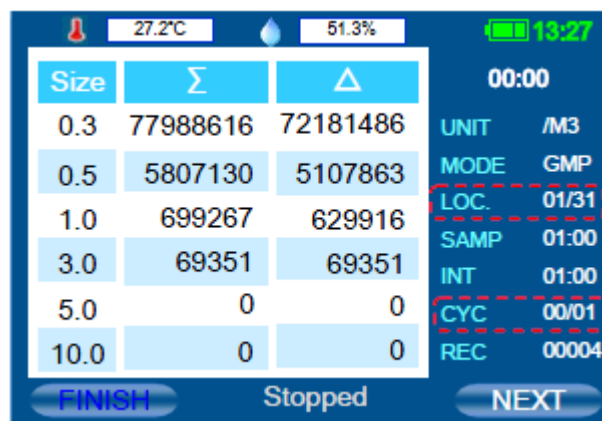 27.2°C 51.3% 13:27
Size Σ Δ 00:00
0.3 77988616 72181486 UNIT /M3
0.5 5807130 5107863 MODE GMP
1.0 699267 629916 LOC. 01/31
3.0 69351 69351 SAMP 01:00
5.0 0 0 INT 01:00
10.0 0 0 CYC 00/01
REC 00004
FINISH Stopped NEXT